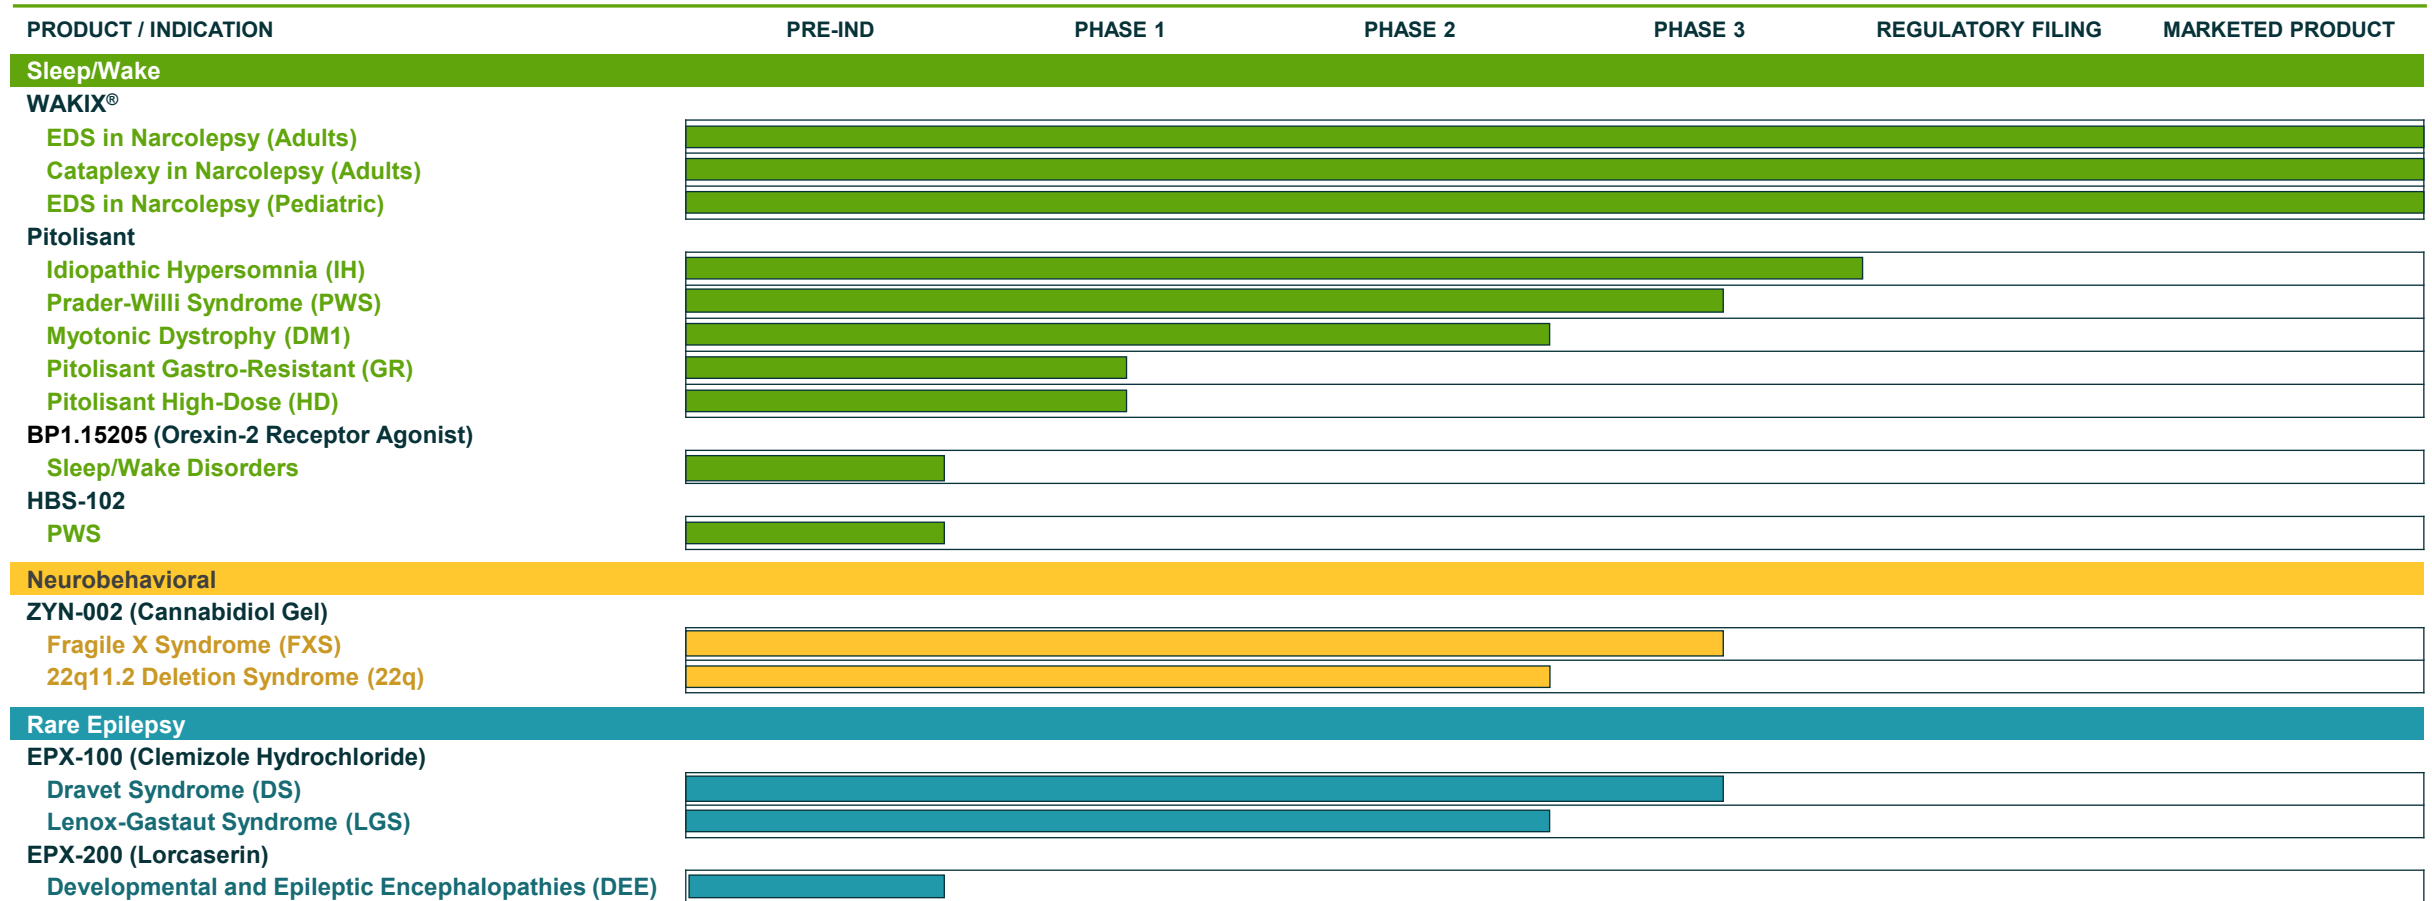 PRODUCT / INDICATION PRE-IND PHASE 1 PHASE 2 PHASE 3 REGULATORY FILING MARKETED PRODUCT
Sleep/Wake
WAKIX®
EDS in Narcolepsy (Adults)
Cataplexy in Narcolepsy (Adults)
EDS in Narcolepsy (Pediatric)
Pitolisant
Idiopathic Hypersomnia (IH)
Prader-Willi Syndrome (PWS)
Myotonic Dystrophy (DM1)
Pitolisant Gastro-Resistant (GR)
Pitolisant High-Dose (HD)
BP1.15205 (Orexin-2 Receptor Agonist)
Sleep/Wake Disorders
HBS-102
PWS
Neurobehavioral
ZYN-002 (Cannabidiol Gel)
Fragile X Syndrome (FXS)
22q11.2 Deletion Syndrome (22q)
Rare Epilepsy
EPX-100 (Clemizole Hydrochloride)
Dravet Syndrome (DS)
Lenox-Gastaut Syndrome (LGS)
EPX-200 (Lorcaserin)
Developmental and Epileptic Encephalopathies (DEE)